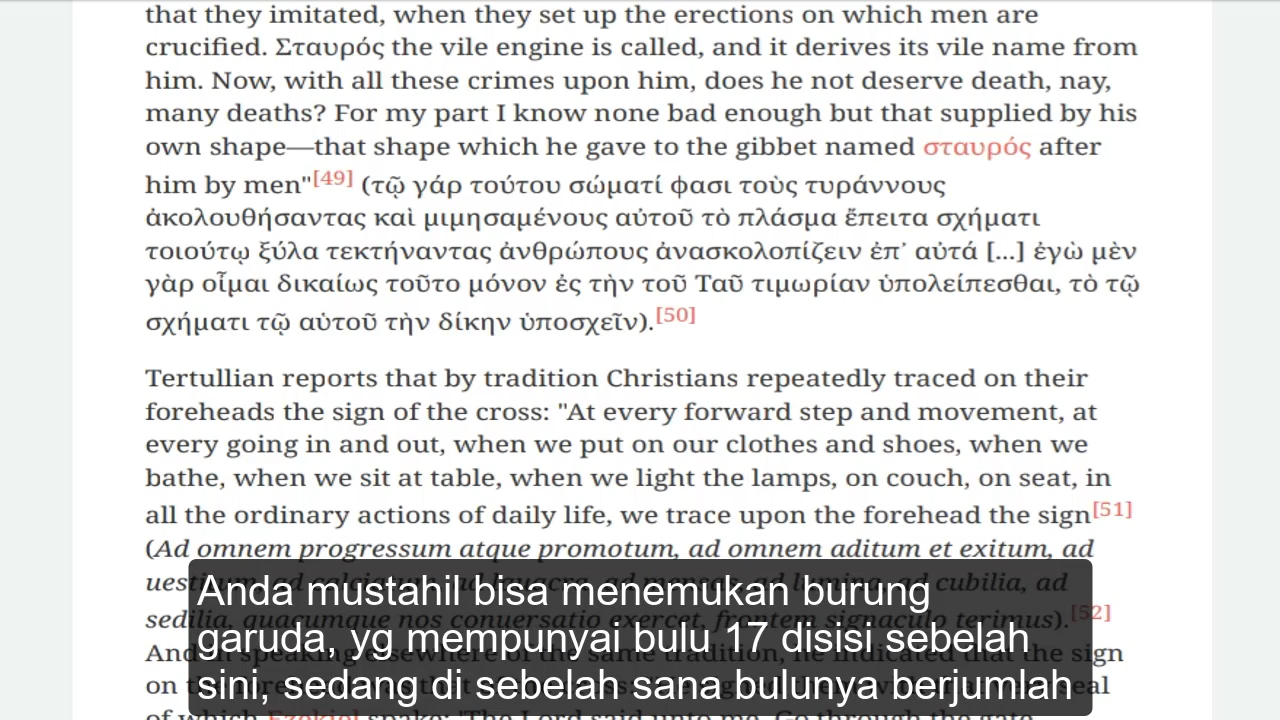 that they imitated, when they set up the erections on which men are
crucified. Σταυρός the vile engine is called, and it derives its vile name from
him. Now, with all these crimes upon him, does he not deserve death, nay,
many deaths? For my part I know none bad enough but that supplied by his
own shape—that shape which he gave to the gibbet named σταυρός after
him by men"[49] (τῷ γάρ τούτου σώματί φασι τοὺς τυράννους
ἀκολουθήσαντας καὶ μιμησαμένους αὐτοῦ τὸ πλάσμα ἔπειτα σχήματι
τοιούτῳ ξύλα τεκτήναντας ἀνθρώπους ἀνασκολοπίζειν ἐπ᾽ αὐτά [...] ἐγὼ μὲν
γὰρ οἶμαι δικαίως τοῦτο μόνον ἐς τὴν τοῦ Ταῦ τιμωρίαν ὑπολείπεσθαι, τὸ τῷ
σχήματι τῷ αὑτοῦ τὴν δίκην ὑποσχεῖν).[50]
Tertullian reports that by tradition Christians repeatedly traced on their
foreheads the sign of the cross: "At every forward step and movement, at
every going in and out, when we put on our clothes and shoes, when we
bathe, when we sit at table, when we light the lamps, on couch, on seat, in
all the ordinary actions of daily life, we trace upon the forehead the sign[51]
(Ad omnem progressum atque promotum, ad omnem aditum et exitum, ad
cubilia, ad
[52]
sign
seal
Anda mustahil bisa menemukan burung
garuda, yg mempunyai bulu 17 disisi sebelah
sini, sedang di sebelah sana bulunya berjumlah